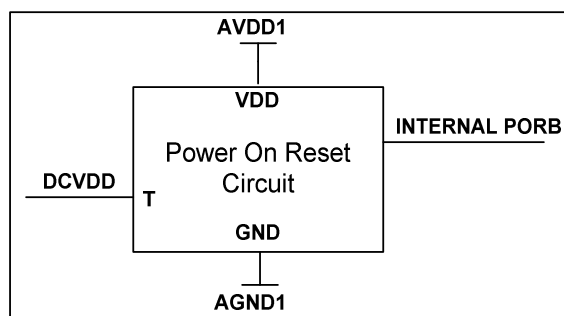 AVDD1
VDD
INTERNAL PORB
Power On Reset
Circuit
DCVDD
T
GND
AGND1